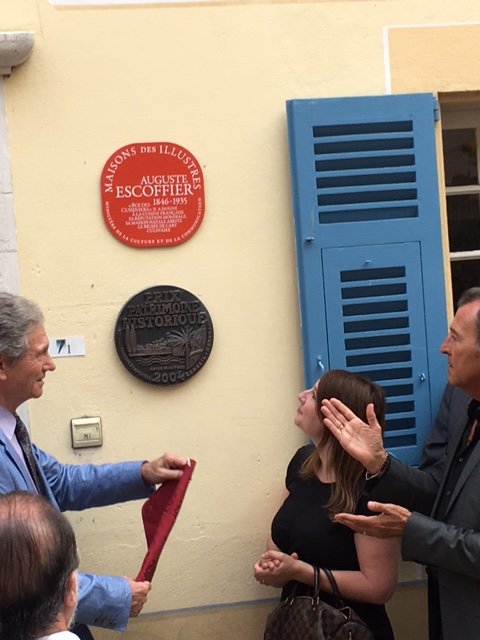 MAISONS DES ILLUSTRES
AUGUSTE
ESCOFFIER
1846-1935
«ROI DES
CUISINIERS» IL A DONNÉ
À LA CUISINE FRANÇAISE
SA RÉPUTATION MONDIALE
SA MAISON NATALE ABRITE
LE MUSÉE DE L'ART
CULINAIRE
MINISTÈRE DE LA CULTURE ET DE LA COMMUNICATION
PRIX
PATRIMOINE
HISTORIQUE
2004
1